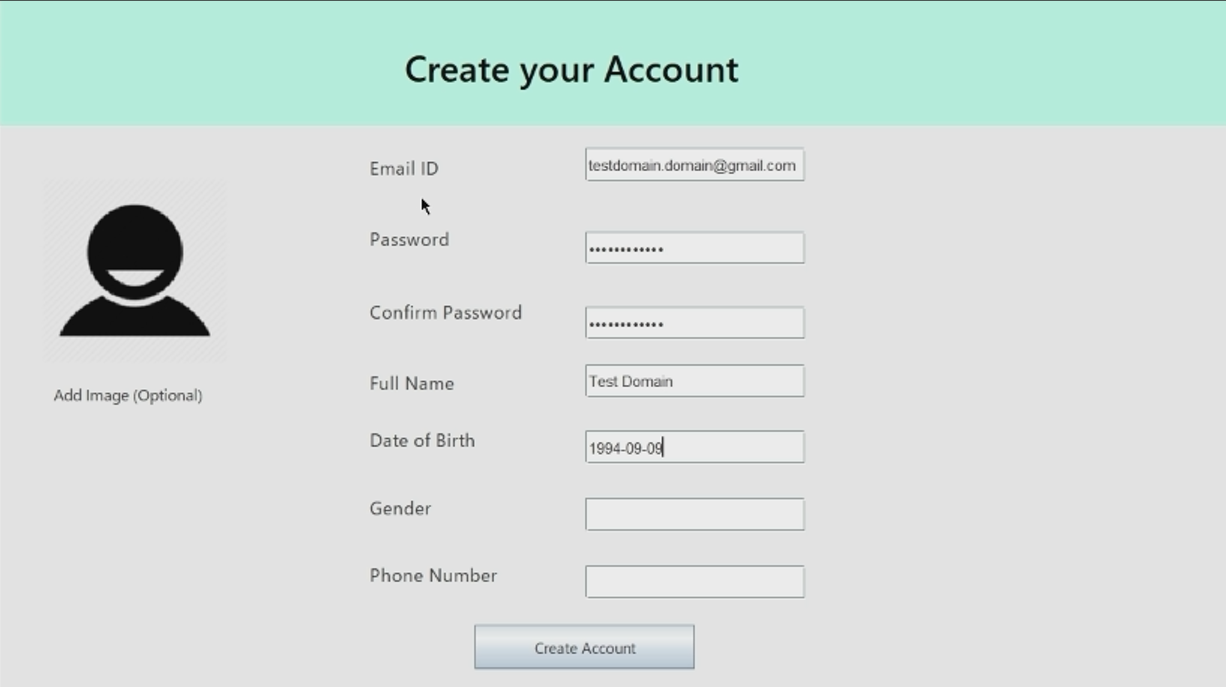 Create your Account
Email ID
testdomain.domain@gmail.com
Password
••••••••••••
Confirm Password
••••••••••••
Full Name
Test Domain
Add Image (Optional)
Date of Birth
1994-09-09
Gender
Phone Number
Create Account